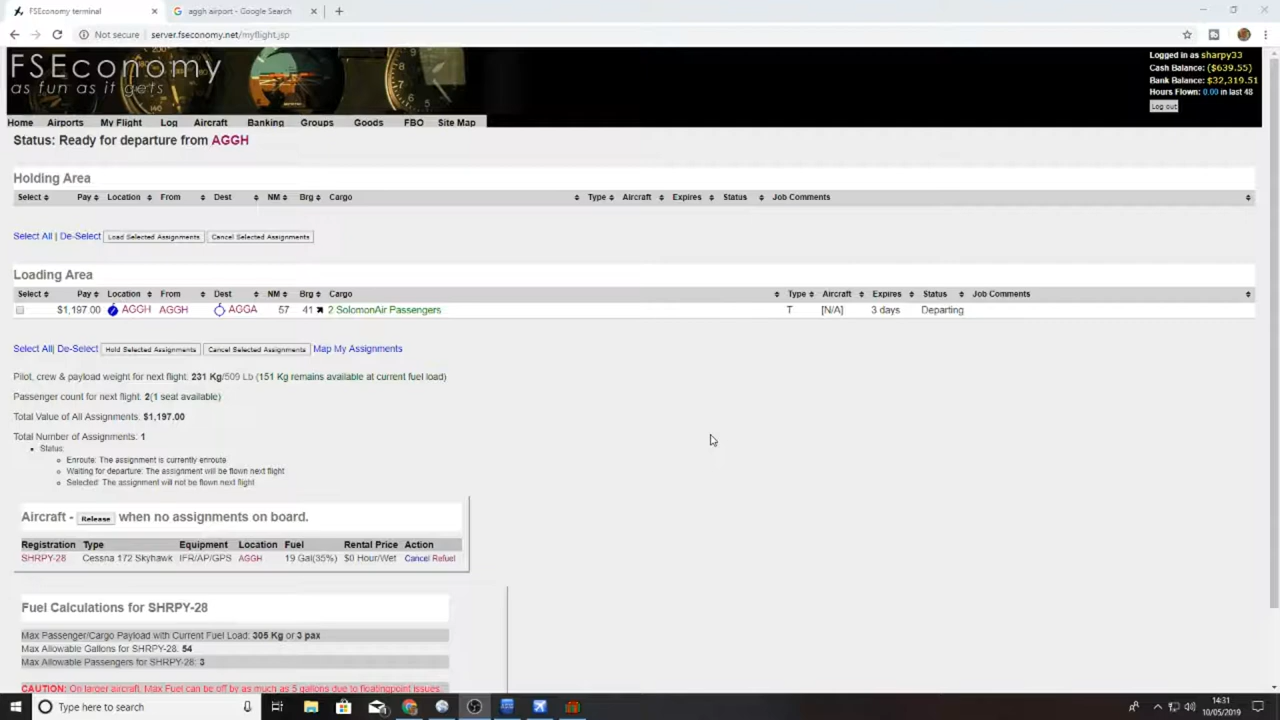 FSEconomy terminal
aggh airport - Google Search
Not secure
server.fseconomy.net/myflight.jsp
FSEconomy
as fun as it gets
Logged in as sharpy33
Cash Balance: ($639.55)
Bank Balance: $32,319.51
Hours Flown: 0.00 in last 48
Log out
Home Airports My Flight Log Aircraft Banking Groups Goods FBO Site Map
Status: Ready for departure from AGGH
Holding Area
Select Pay Location From Dest NM Brg Cargo Type Aircraft Expires Status Job Comments
Select All | De-Select Load Selected Assignments Cancel Selected Assignments
Loading Area
Select Pay Location From Dest NM Brg Cargo Type Aircraft Expires Status Job Comments
$1,197.00 AGGH AGGH AGGA 57 41 2 SolomonAir Passengers T [N/A] 3 days Departing
Select All| De-Select Hold Selected Assignments Cancel Selected Assignments Map My Assignments
Pilot, crew & payload weight for next flight: 231 Kg/509 Lb (151 Kg remains available at current fuel load)
Passenger count for next flight: 2(1 seat available)
Total Value of All Assignments: $1,197.00
Total Number of Assignments: 1
Status:
Enroute: The assignment is currently enroute
Waiting for departure: The assignment will be flown next flight
Selected: The assignment will not be flown next flight
Aircraft - Release when no assignments on board.
Registration Type Equipment Location Fuel Rental Price Action
SHRPY-28 Cessna 172 Skyhawk IFR/AP/GPS AGGH 19 Gal(35%) $0 Hour/Wet Cancel Refuel
Fuel Calculations for SHRPY-28
Max Passenger/Cargo Payload with Current Fuel Load: 305 Kg or 3 pax
Max Allowable Gallons for SHRPY-28: 54
Max Allowable Passengers for SHRPY-28: 3
CAUTION: On larger aircraft, Max Fuel can be off by as much as 5 gallons due to floatingpoint issues.
Type here to search
14:31
10/05/2019